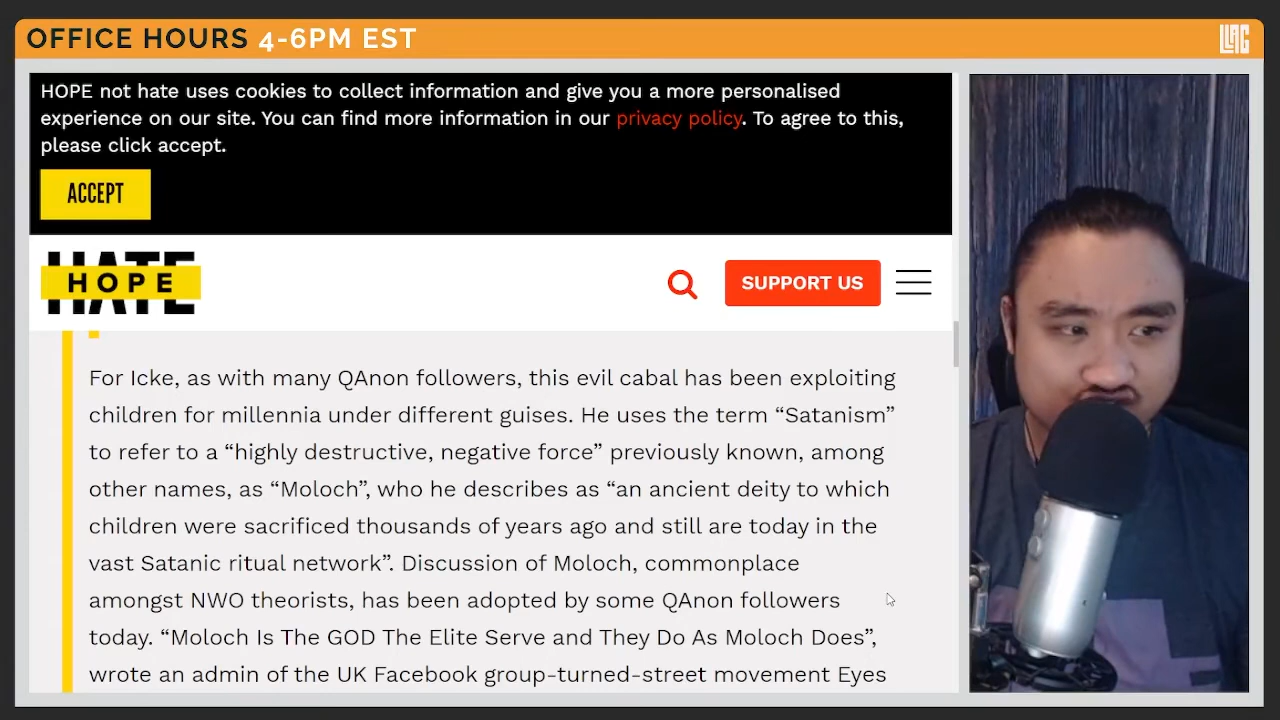 OFFICE HOURS 4-6PM EST
LLAG
HOPE not hate uses cookies to collect information and give you a more personalised
experience on our site. You can find more information in our privacy policy. To agree to this,
please click accept.
ACCEPT
HATE
HOPE
SUPPORT US
For Icke, as with many QAnon followers, this evil cabal has been exploiting
children for millennia under different guises. He uses the term “Satanism”
to refer to a “highly destructive, negative force” previously known, among
other names, as “Moloch”, who he describes as “an ancient deity to which
children were sacrificed thousands of years ago and still are today in the
vast Satanic ritual network”. Discussion of Moloch, commonplace
amongst NWO theorists, has been adopted by some QAnon followers
today. “Moloch Is The GOD The Elite Serve and They Do As Moloch Does”,
wrote an admin of the UK Facebook group-turned-street movement Eyes